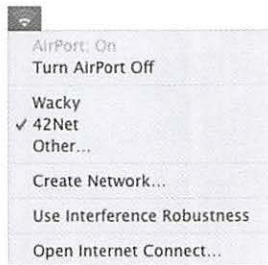 AirPort: On
Turn AirPort Off
Wacky
✓ 42Net
Other...
Create Network...
Use Interference Robustness
Open Internet Connect...